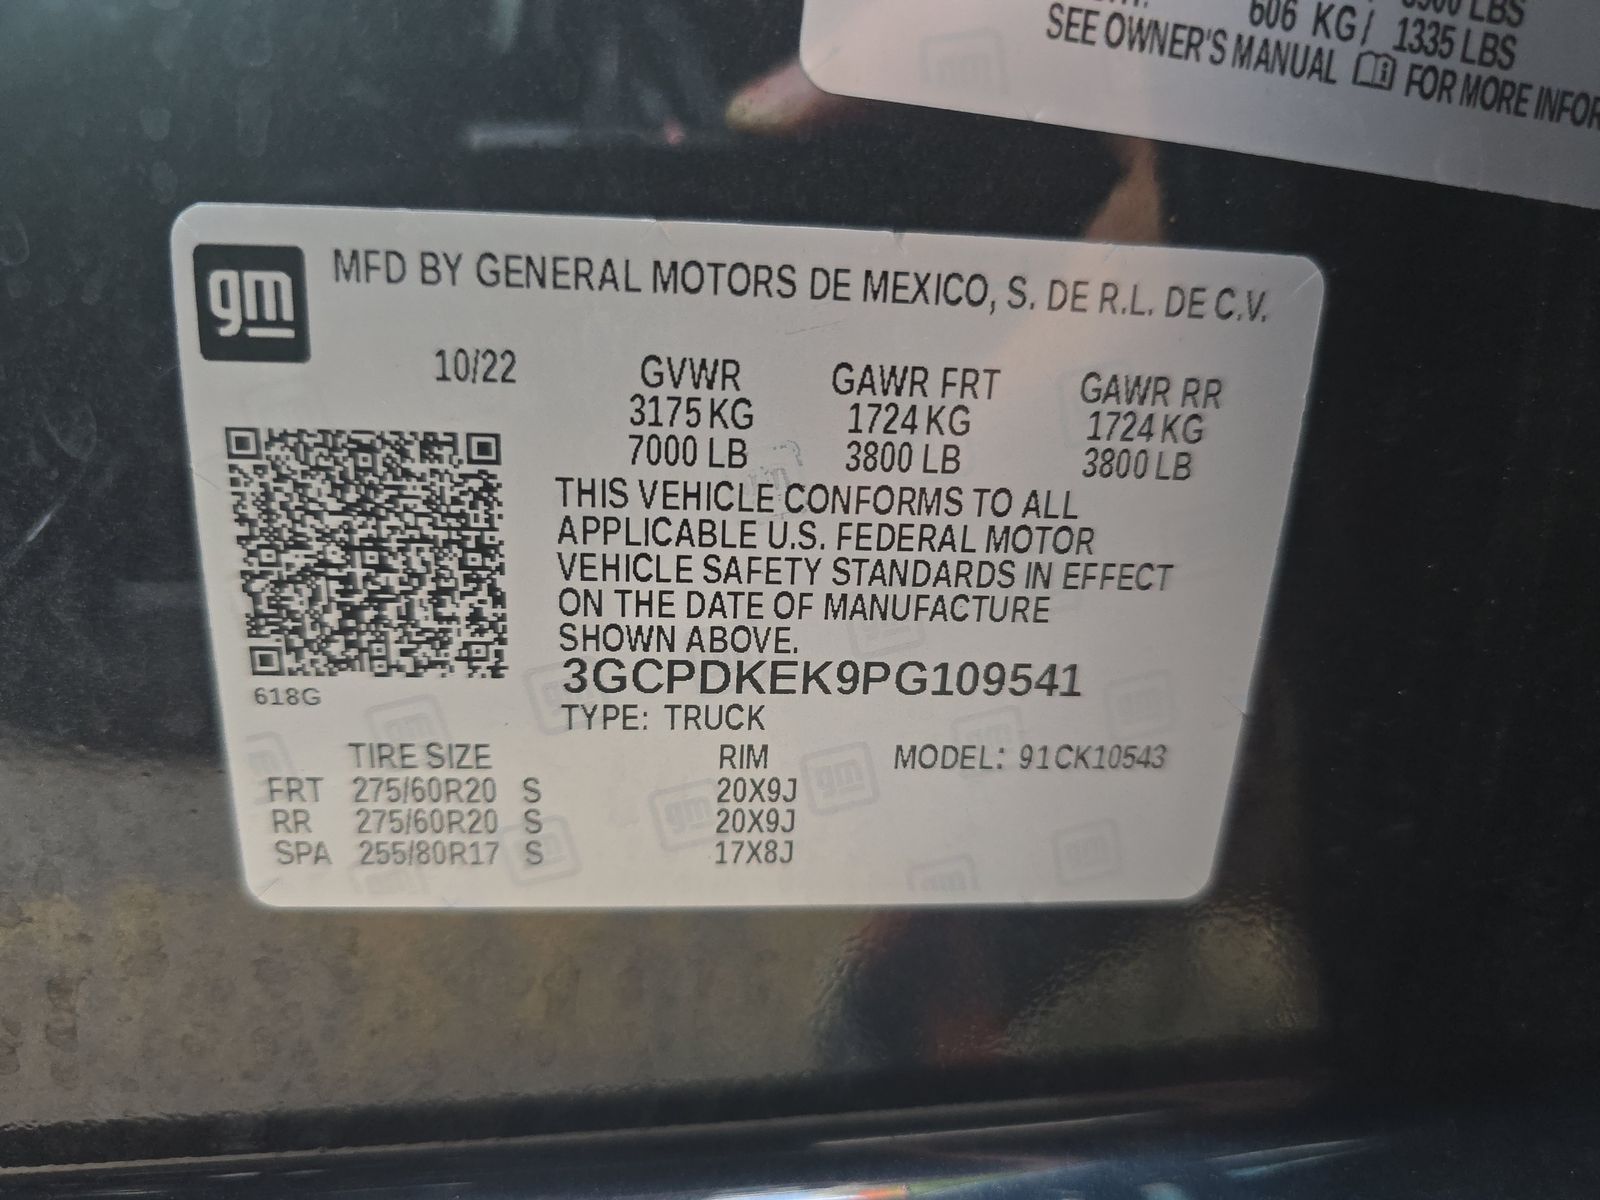 606 KG / 1335 LBS
SEE OWNER'S MANUAL FOR MORE
gm
MFD BY GENERAL MOTORS DE MEXICO, S. DE R.L. DE C.V.
10/22 GVWR GAWR FRT GAWR RR
3175 KG 1724 KG 1724 KG
7000 LB 3800 LB 3800 LB
THIS VEHICLE CONFORMS TO ALL
APPLICABLE U.S. FEDERAL MOTOR
VEHICLE SAFETY STANDARDS IN EFFECT
ON THE DATE OF MANUFACTURE
SHOWN ABOVE.
3GCPDKEK9PG109541
618G
TYPE: TRUCK
TIRE SIZE RIM MODEL: 91CK10543
FRT 275/60R20 S 20X9J
RR 275/60R20 S 20X9J
SPA 255/80R17 S 17X8J